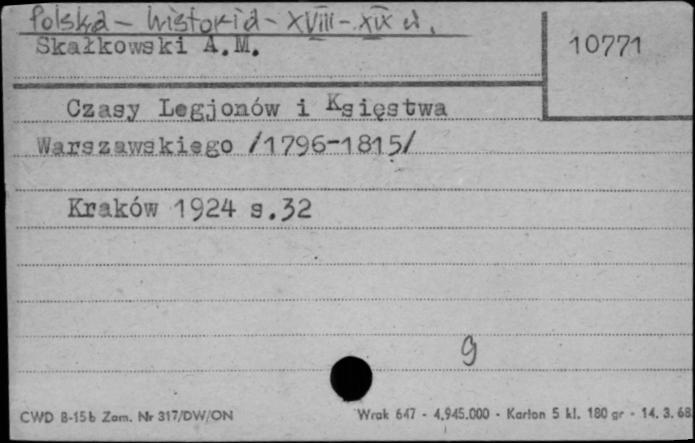 Polska - historia - XVIII - XIX w.
Skałkowski A.M.
10771
Czasy Legjonów i Księstwa
Warszawskiego /1796-1815/
Kraków 1924 s.32
g
CWD B-15b Zam. Nr 317/DW/ON
Wrak 647 - 4.945.000 - Karton 5 kl. 180 gr - 14. 3. 68.